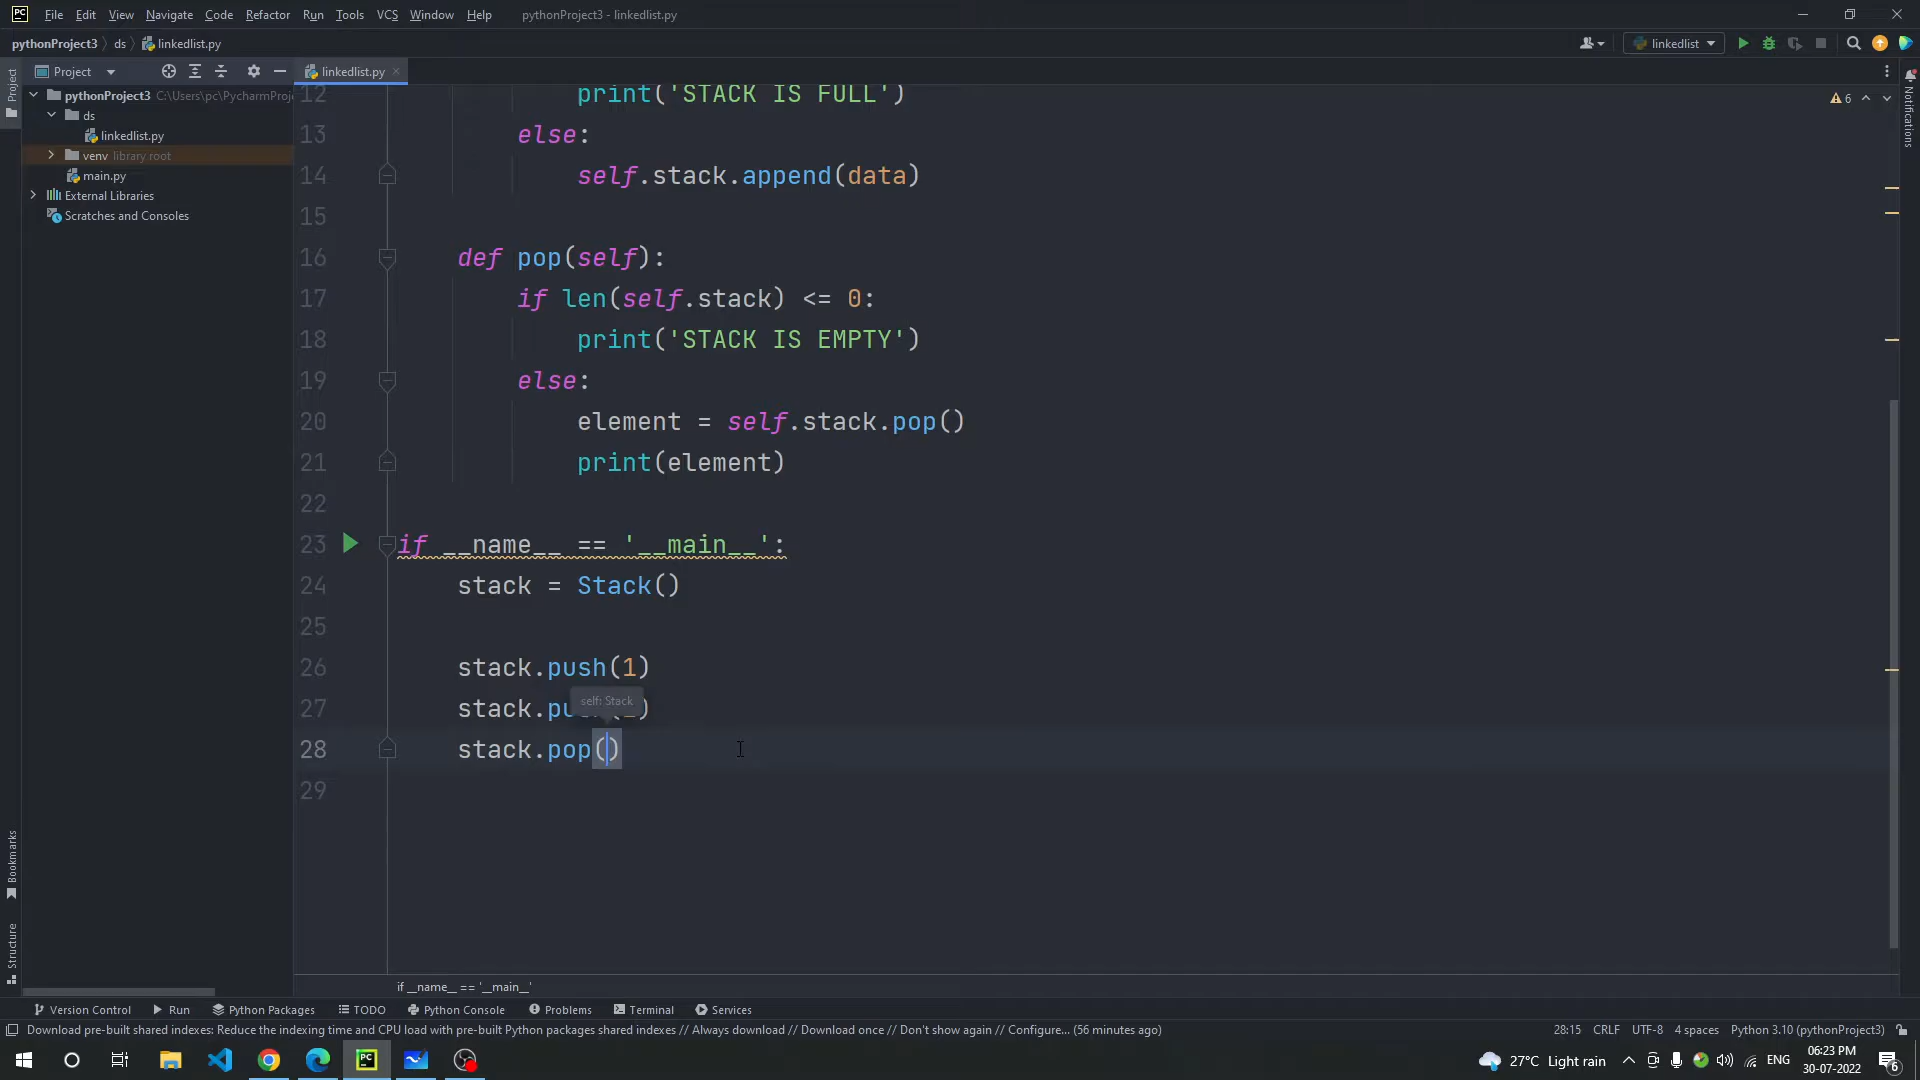 PC File Edit View Navigate Code Refactor Run Tools VCS Window Help pythonProject3 - linkedlist.py
pythonProject3 ds linkedlist.py linkedlist
Project linkedlist.py
pythonProject3 C:\Users\pc\PycharmProj
ds
linkedlist.py
venv library root
main.py
External Libraries
Scratches and Consoles
Project
Bookmarks
Structure
Notifications
6
12 print('STACK IS FULL')
13 else:
14 self.stack.append(data)
15
16 def pop(self):
17 if len(self.stack) <= 0:
18 print('STACK IS EMPTY')
19 else:
20 element = self.stack.pop()
21 print(element)
22
23 if __name__ == '__main__':
24 stack = Stack()
25
26 stack.push(1)
self: Stack
27 stack.pu )
28 stack.pop()
29
if __name__ == '__main__'
Version Control Run Python Packages TODO Python Console Problems Terminal Services
Download pre-built shared indexes: Reduce the indexing time and CPU load with pre-built Python packages shared indexes // Always download // Download once // Don't show again // Configure... (56 minutes ago) 28:15 CRLF UTF-8 4 spaces Python 3.10 (pythonProject3)
PC 27°C Light rain ENG 06:23 PM
30-07-2022 6